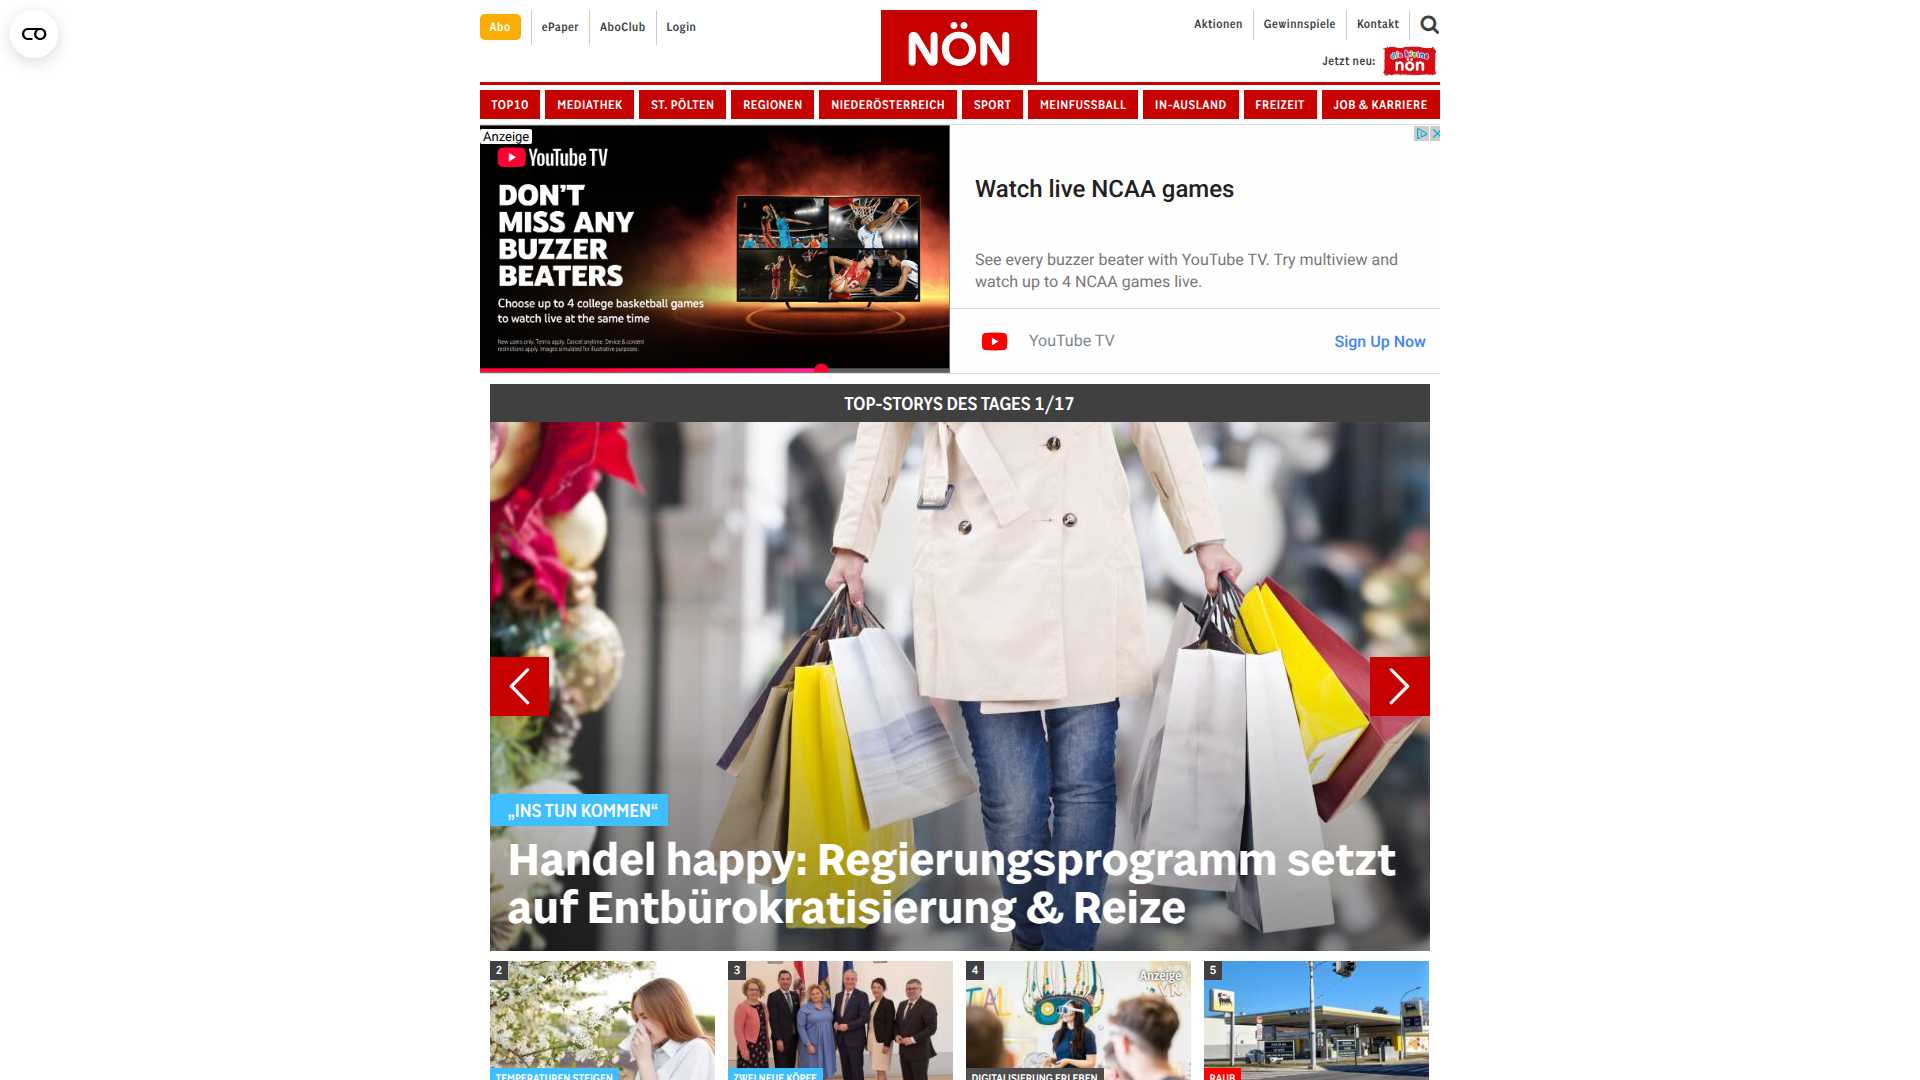 Abo
ePaper
AboClub
Login
NÖN
Aktionen
Gewinnspiele
Kontakt
Jetzt neu:
die kleine
nön
TOP10
MEDIATHEK
ST. PÖLTEN
REGIONEN
NIEDERÖSTERREICH
SPORT
MEINFUSSBALL
IN-AUSLAND
FREIZEIT
JOB & KARRIERE
Anzeige
YouTube TV
DON'T
MISS ANY
BUZZER
BEATERS
Choose up to 4 college basketball games
to watch live at the same time
New users only. Terms apply. Cancel anytime. Device & content
restrictions apply. Images simulated for illustrative purposes.
Watch live NCAA games
See every buzzer beater with YouTube TV. Try multiview and
watch up to 4 NCAA games live.
YouTube TV
Sign Up Now
TOP-STORYS DES TAGES 1/17
„INS TUN KOMMEN“
Handel happy: Regierungsprogramm setzt
auf Entbürokratisierung & Reize
2
TEMPERATUREN STEIGEN
3
ZWEI NEUE KÖPFE
4
Anzeige
DIGITALISIERUNG ERLEBEN
5
RAUB